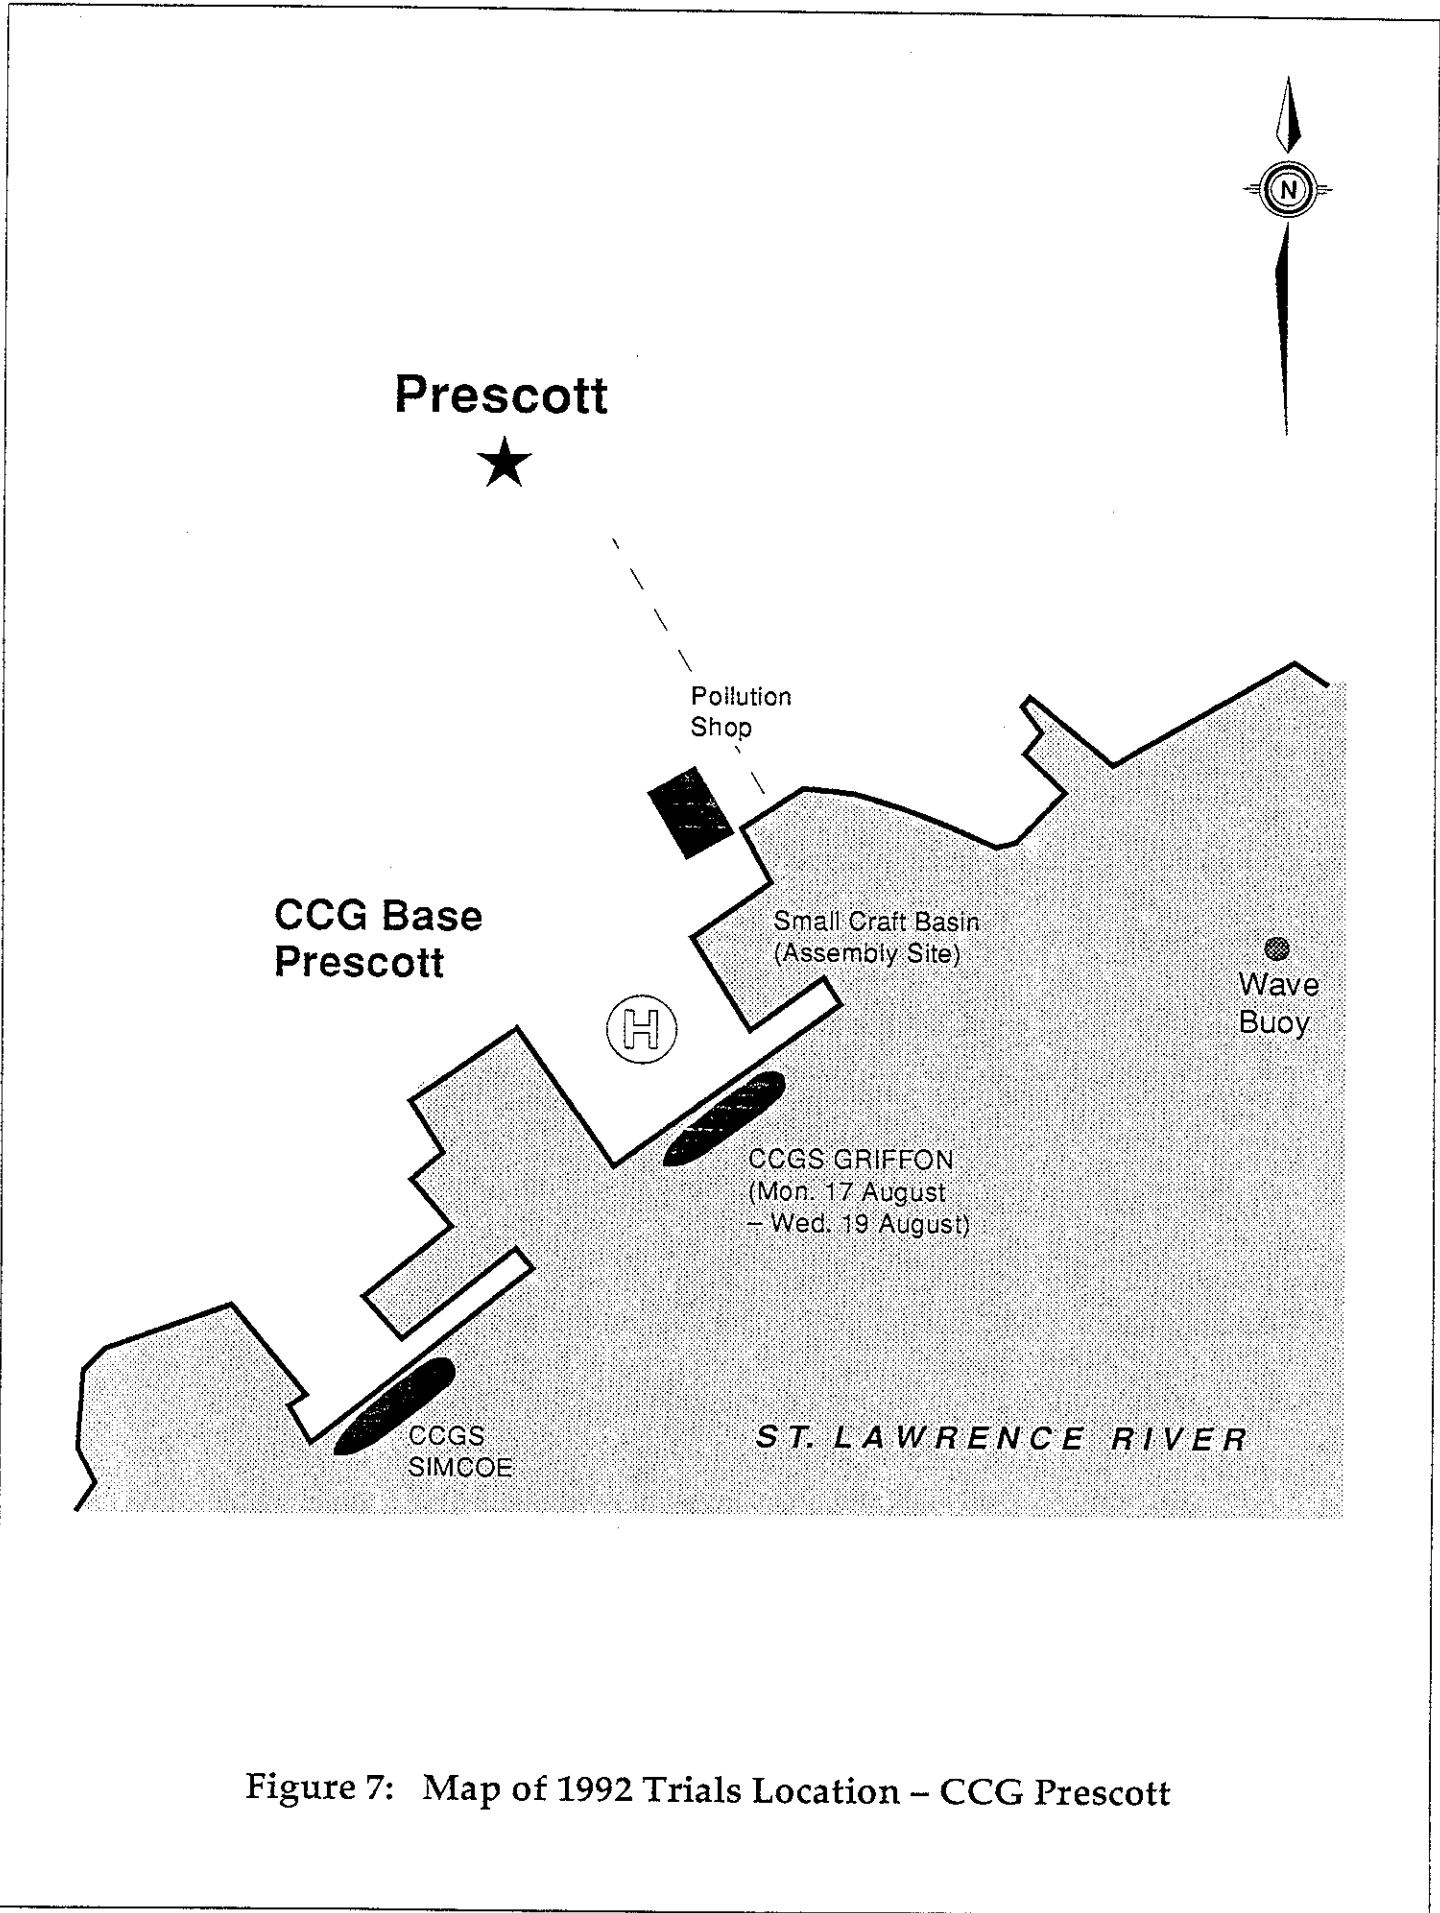 N
Prescott
Pollution
Shop
CCG Base
Prescott
Small Craft Basin
(Assembly Site)
Wave
Buoy
H
CCGS GRIFFON
(Mon. 17 August
– Wed. 19 August)
CCGS
SIMCOE
ST. LAWRENCE RIVER
Figure 7: Map of 1992 Trials Location – CCG Prescott